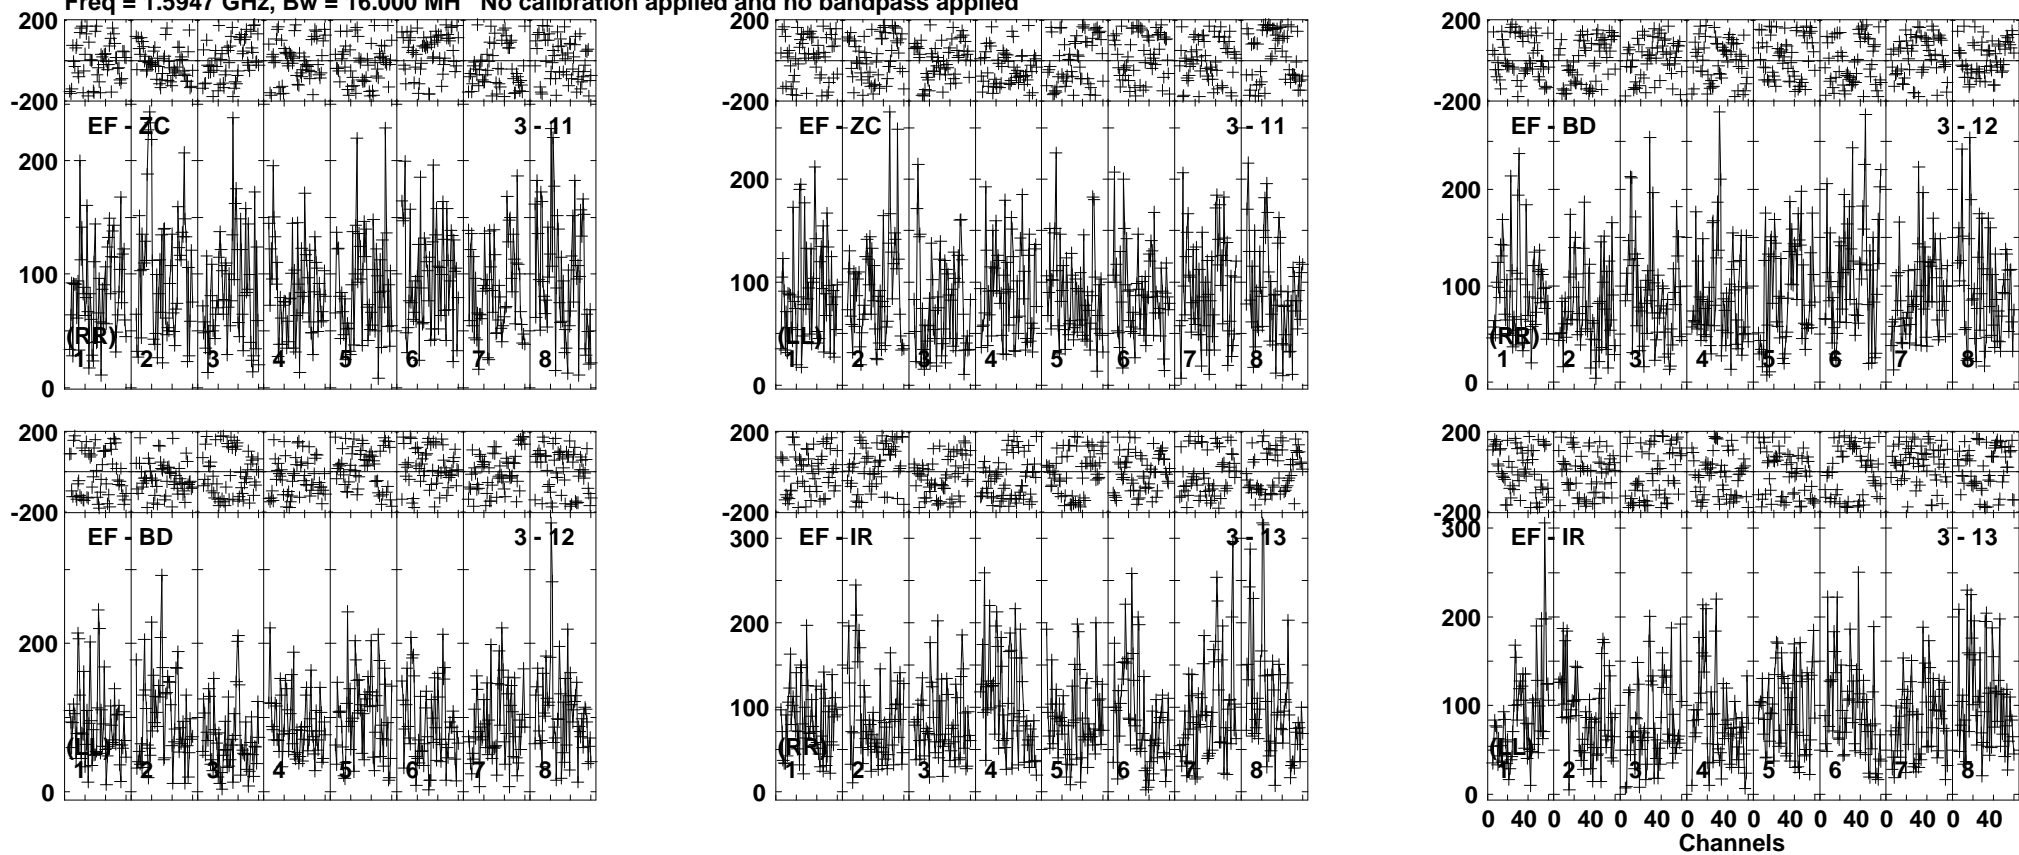 Freq = 1.5947 GHz, Bw = 16.000 MH No calibration applied and no bandpass applied
200
-200
EF - ZC 3 - 11
200
100
(RR)
1 2 3 4 5 6 7 8
0
200
-200
EF - ZC 3 - 11
200
100
(LL)
1 2 3 4 5 6 7 8
0
200
-200
EF - BD 3 - 12
200
100
(RR)
1 2 3 4 5 6 7 8
0
200
-200
EF - BD 3 - 12
200
(LL)
1 2 3 4 5 6 7 8
0
200
-200
300
EF - IR 3 - 13
200
100
(RR)
1 2 3 4 5 6 7 8
0
200
-200
300
EF - IR 3 - 13
200
100
(LL)
1 2 3 4 5 6 7 8
0
0 40 0 40 0 40 0 40 0 40 0 40 0 40 0 40
Channels